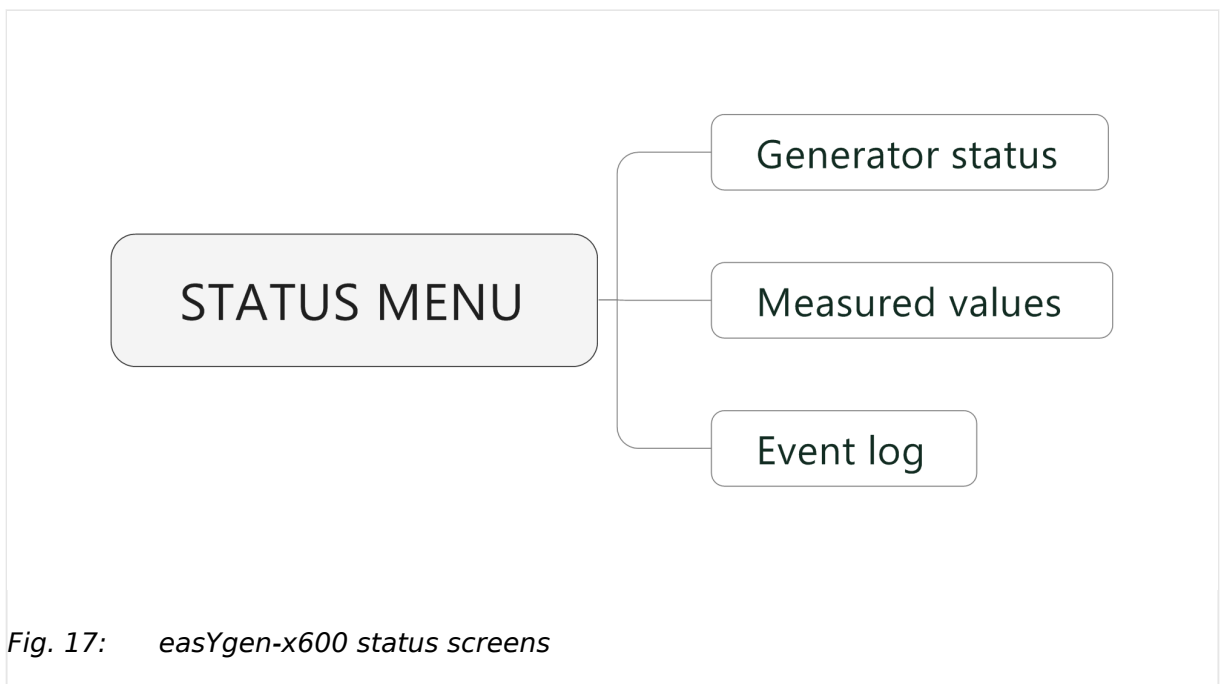 Generator status
STATUS MENU
Measured values
Event log
Fig. 17: easYgen-x600 status screens